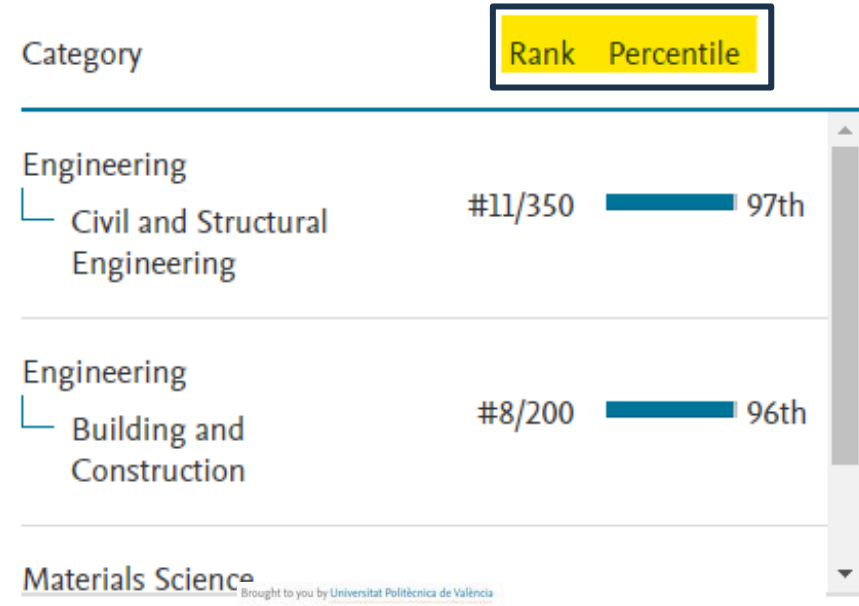 Category Rank Percentile
Engineering
Civil and Structural
Engineering
#11/350 97th
Engineering
Building and
Construction
#8/200 96th
Materials Science
Brought to you by Universitat Politècnica de València